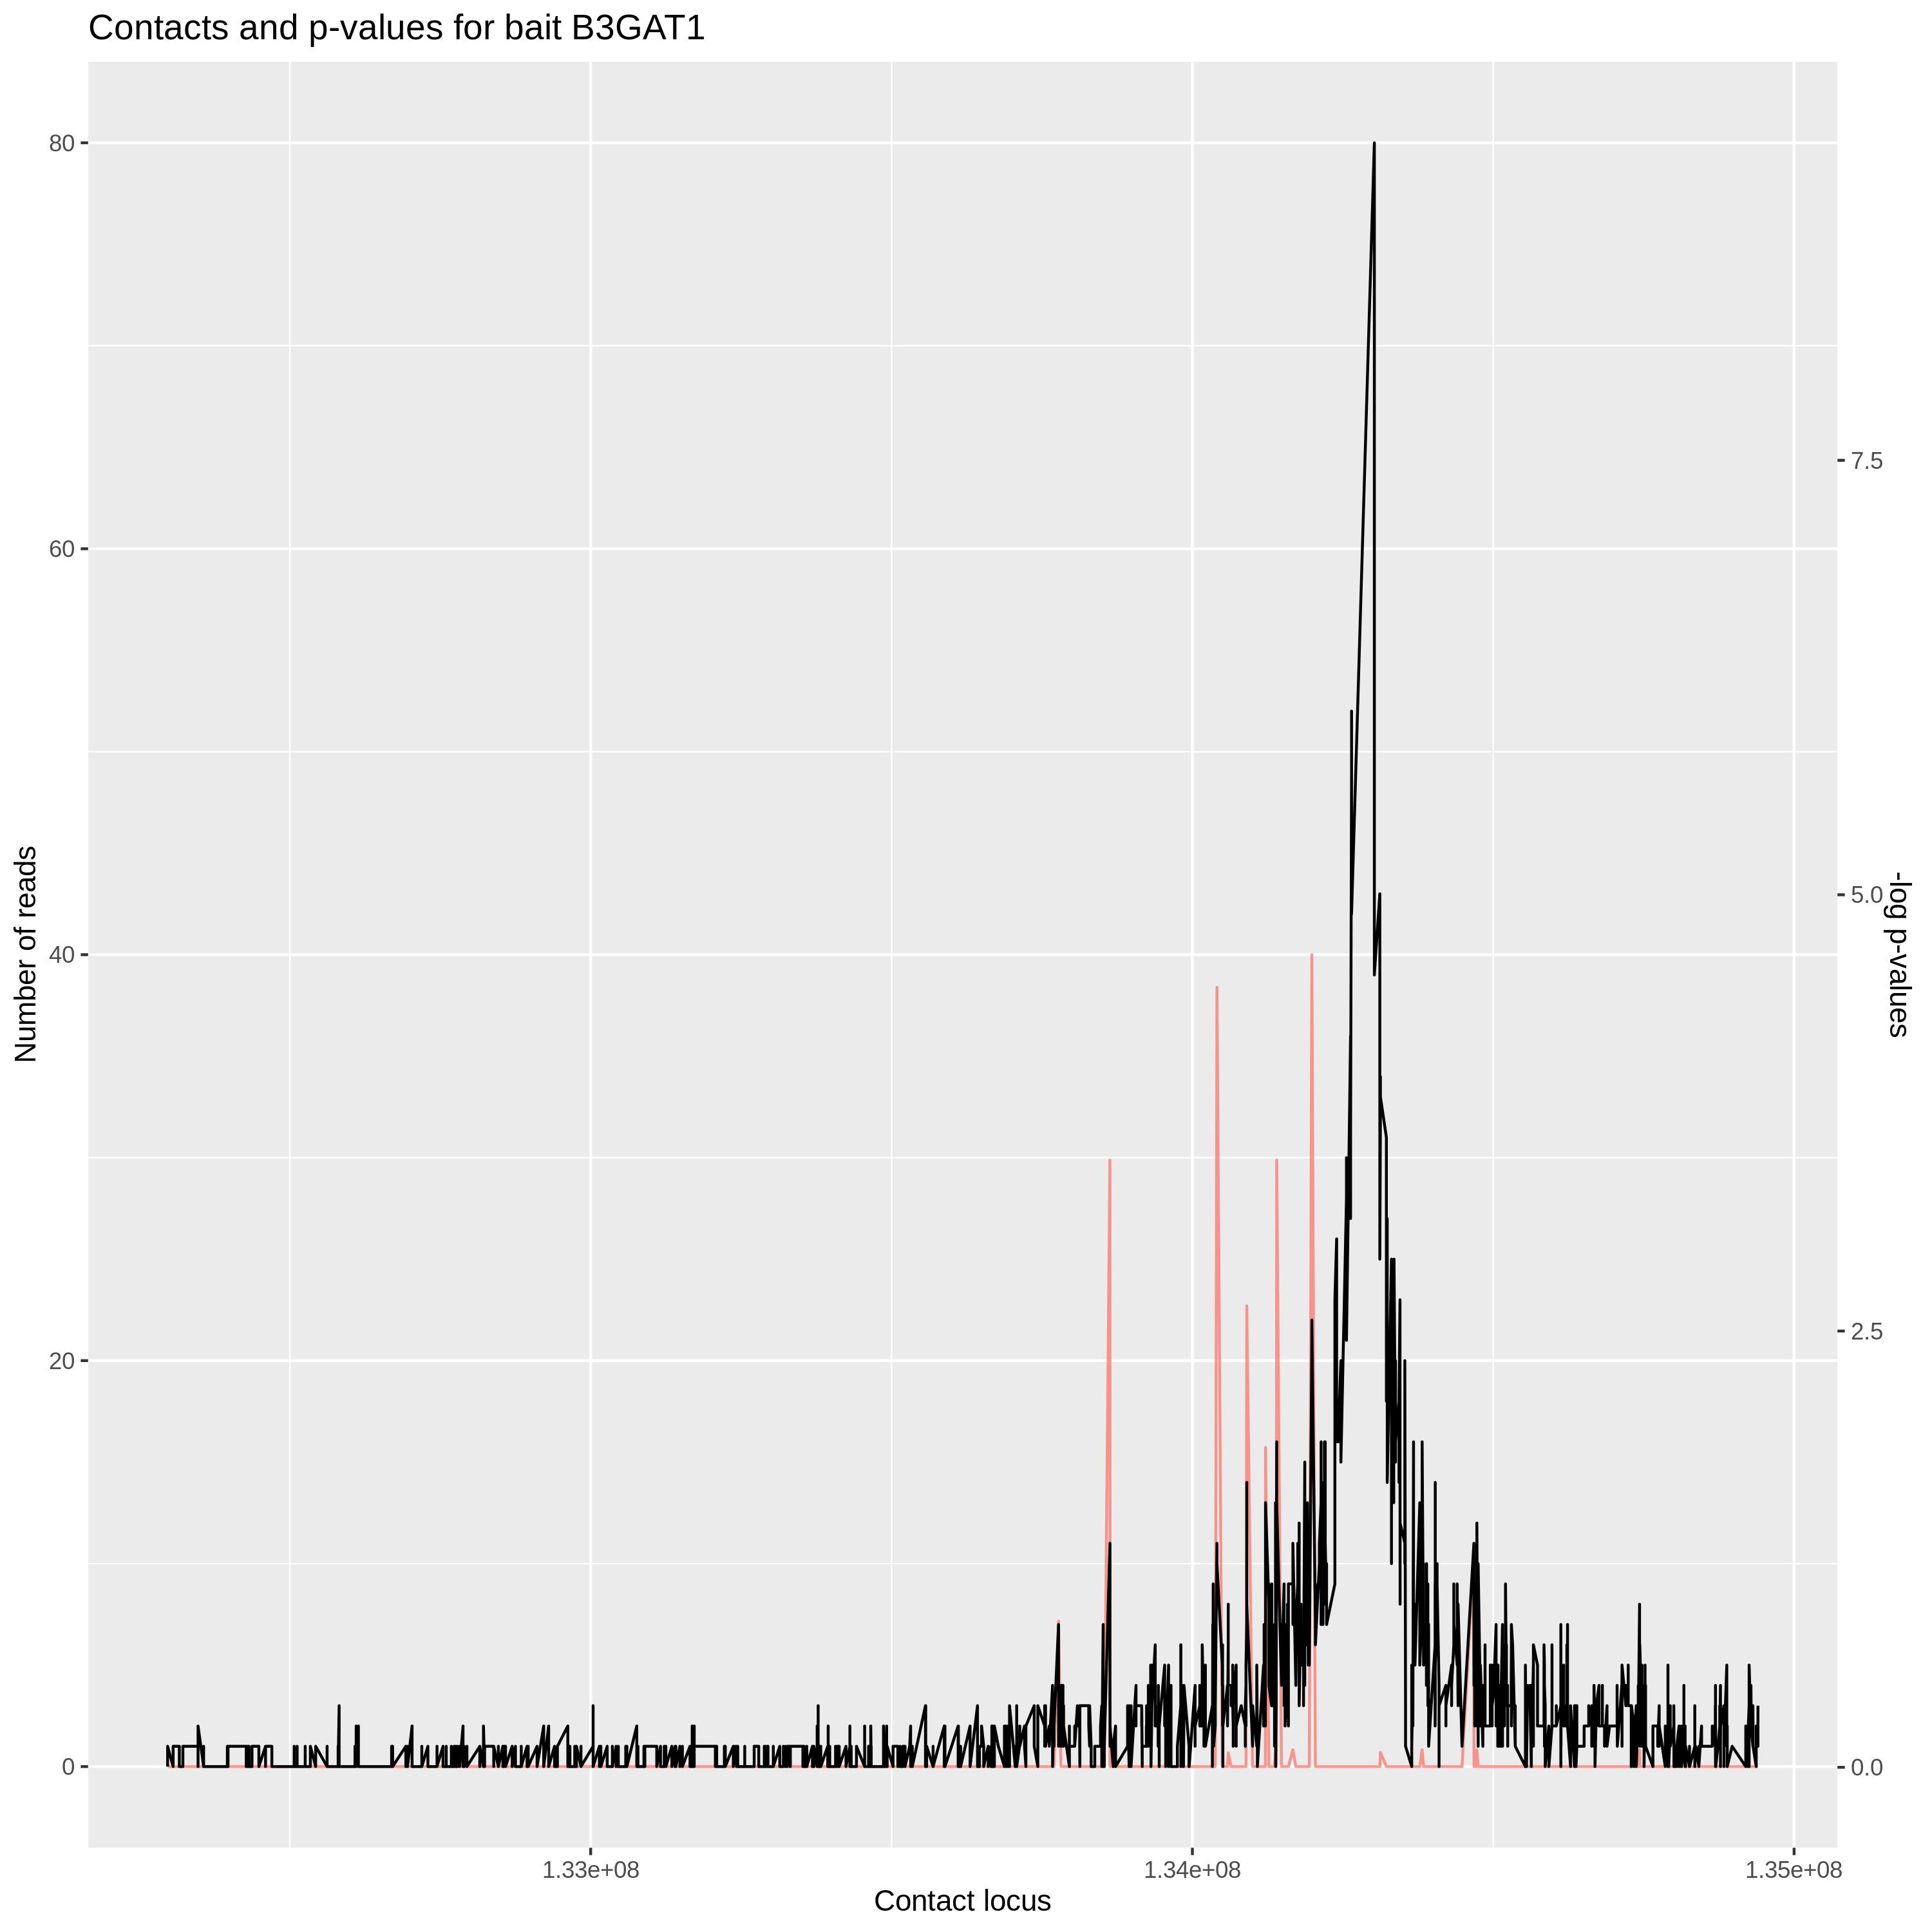 Contacts and p-values for bait B3GAT1
80
60
40
20
0
Number of reads
7.5
5.0
2.5
0.0
-log p-values
1.33e+08
1.34e+08
1.35e+08
Contact locus